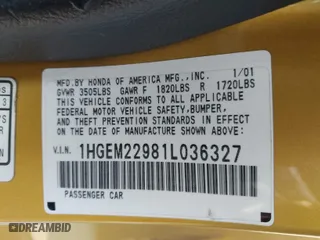 MFD.BY HONDA OF AMERICA MFG.,INC. 1/01
GVWR 3505LBS GAWR F 1820LBS R 1720LBS
THIS VEHICLE CONFORMS TO ALL APPLICABLE
FEDERAL MOTOR VEHICLE SAFETY,BUMPER,
AND THEFT PREVENTION STANDARDS IN EFFECT
ON THE DATE OF MANUFACTURE SHOWN ABOVE.
V.I.N. 1HGEM22981L036327
PASSENGER CAR
DREAMBID